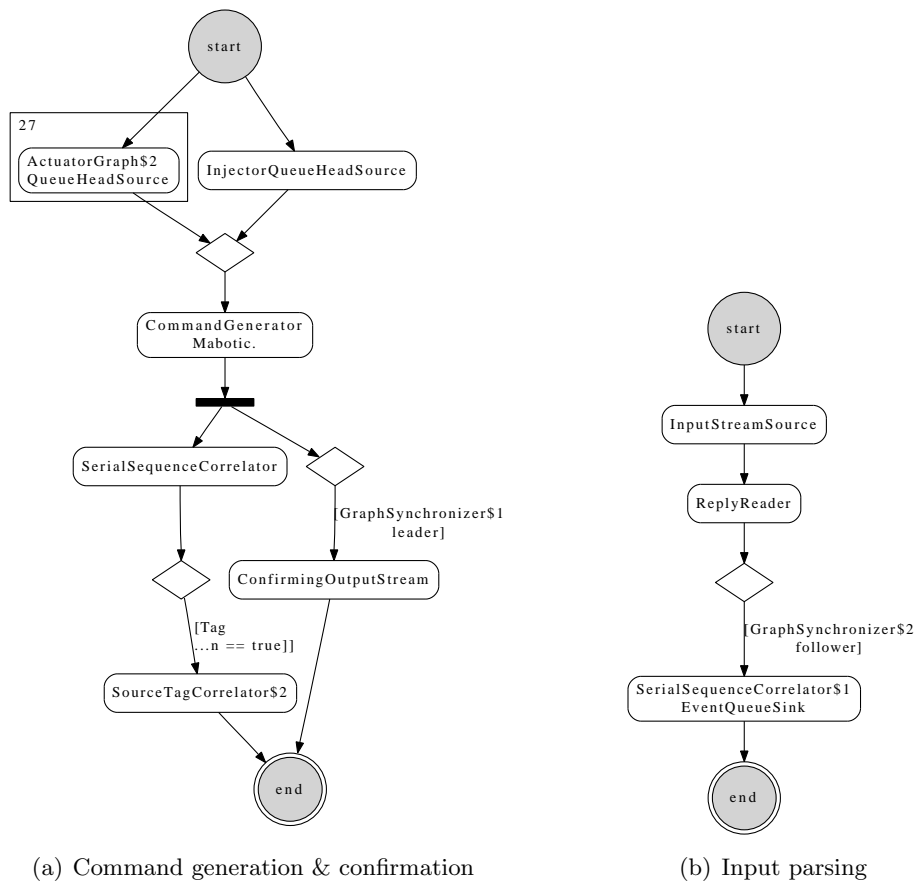 start
27
ActuatorGraph$2
QueueHeadSource
InjectorQueueHeadSource
CommandGenerator
Mabotic.
SerialSequenceCorrelator
[GraphSynchronizer$1
leader]
ConfirmingOutputStream
[Tag
...n == true]]
SourceTagCorrelator$2
end
(a) Command generation & confirmation
start
InputStreamSource
ReplyReader
[GraphSynchronizer$2
follower]
SerialSequenceCorrelator$1
EventQueueSink
end
(b) Input parsing